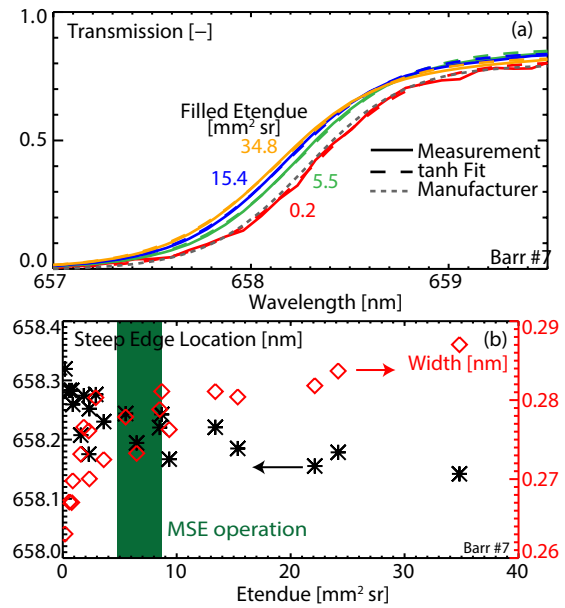 1.0
Transmission [–]
(a)
Filled Etendue
[mm² sr]
34.8
0.5
Measurement
15.4
5.5
tanh Fit
Manufacturer
0.2
0.0
Barr #7
657
658
659
Wavelength [nm]
658.4
Steep Edge Location [nm]
(b)
0.29
Width [nm]
658.3
0.28
658.2
0.27
658.1
MSE operation
658.0
Barr #7
0.26
0
10
20
30
40
Etendue [mm² sr]